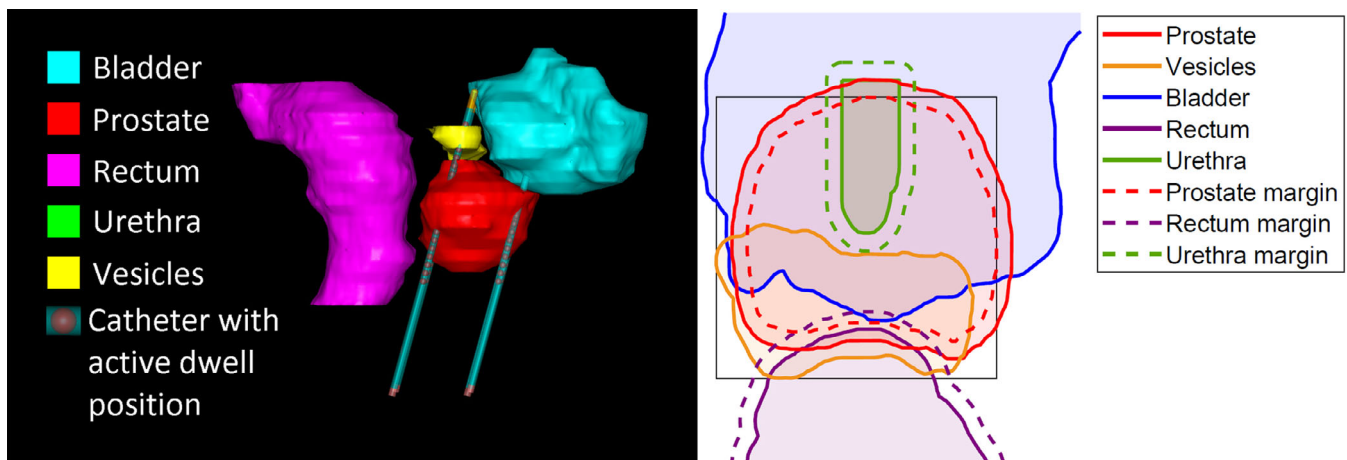 Bladder
Prostate
Rectum
Urethra
Vesicles
Catheter with
active dwell
position
Prostate
Vesicles
Bladder
Rectum
Urethra
Prostate margin
Rectum margin
Urethra margin